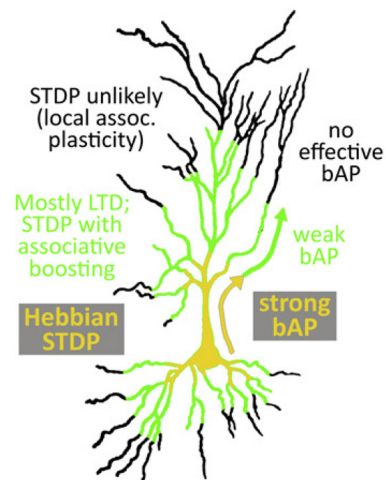 STDP unlikely
(local assoc.
plasticity)
no
effective
bAP
Mostly LTD;
STDP with
associative
boosting
weak
bAP
Hebbian
STDP
strong
bAP